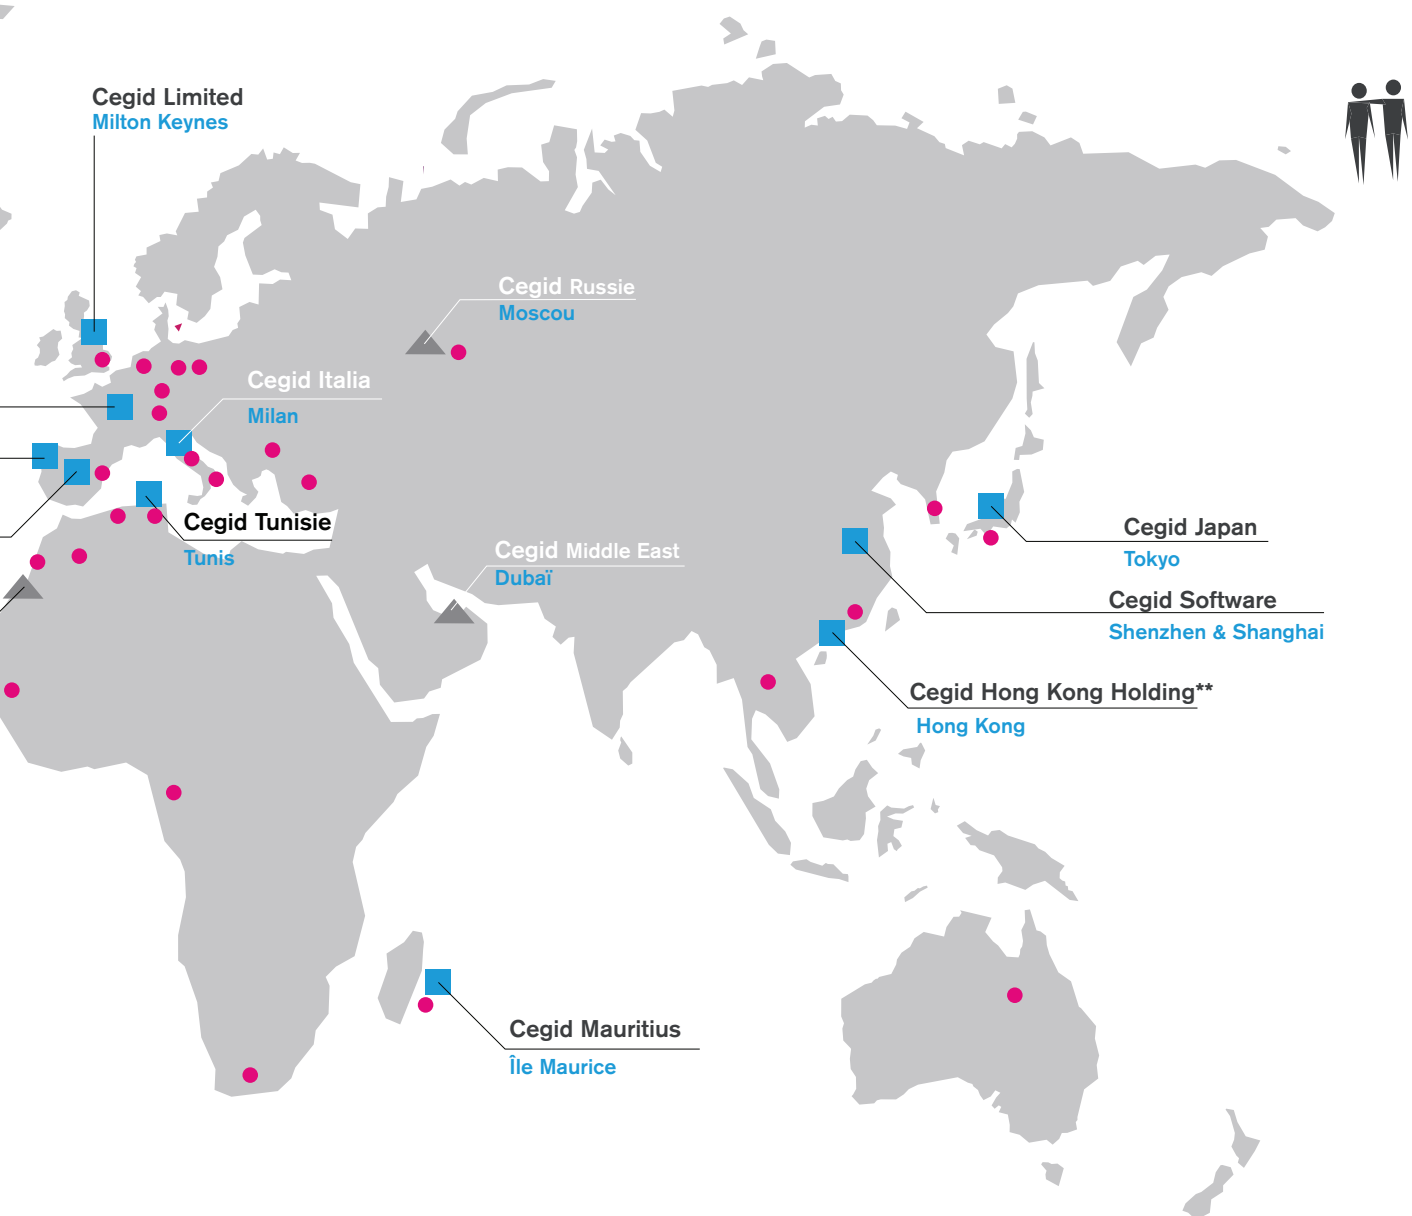 Cegid Limited
Milton Keynes
Cegid Russie
Moscou
Cegid Italia
Milan
Cegid Tunisie
Tunis
Cegid Middle East
Dubaï
Cegid Japan
Tokyo
Cegid Software
Shenzhen & Shanghai
Cegid Hong Kong Holding**
Hong Kong
Cegid Mauritius
Île Maurice